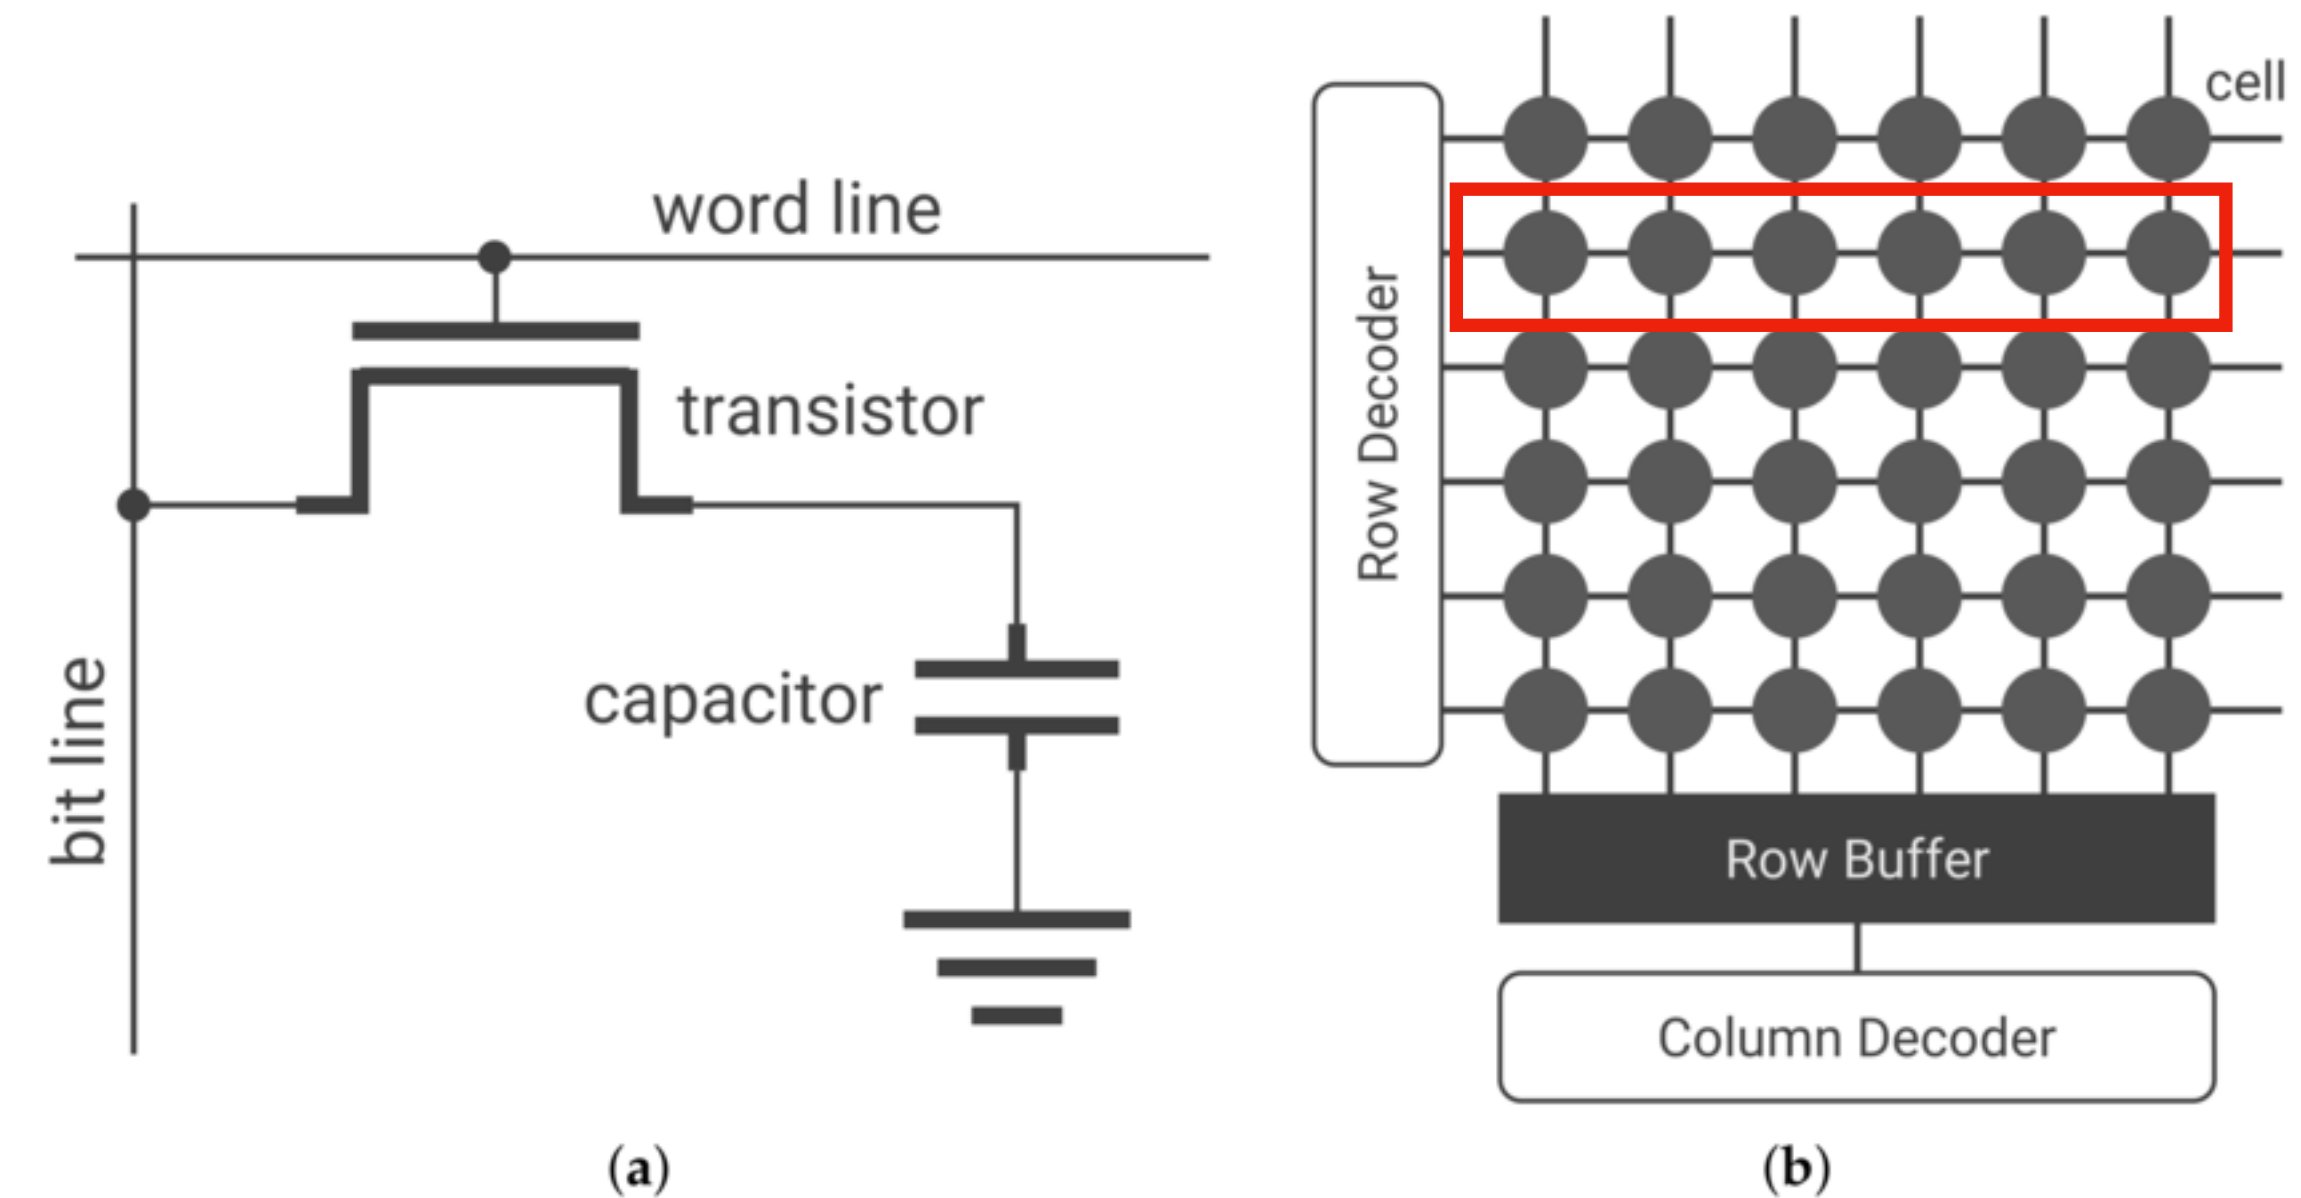 word line
transistor
capacitor
bit line
(a)
cell
Row Decoder
Row Buffer
Column Decoder
(b)